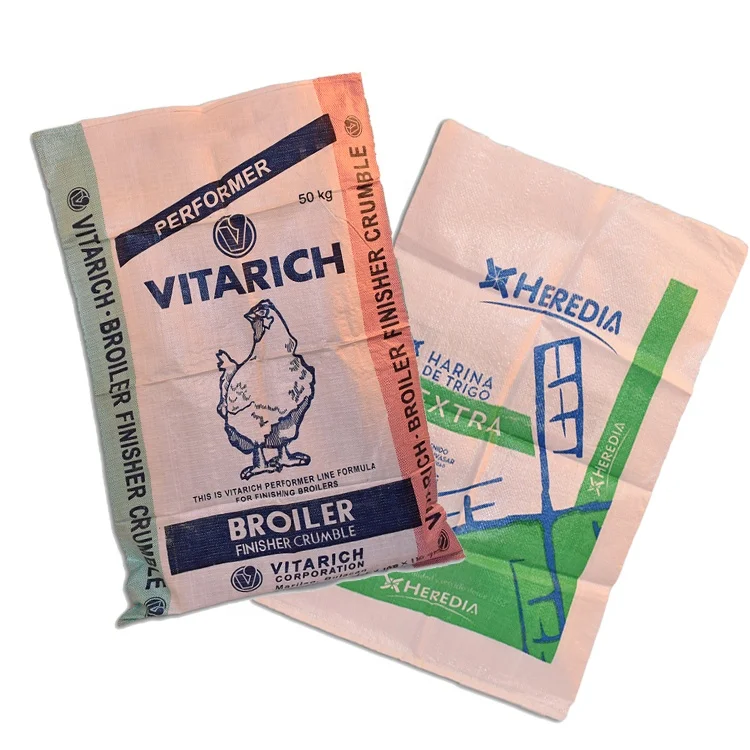 PERFORMER
50 kg
VITARICH
THIS IS VITARICH PERFORMER LINE FORMULA
FOR FINISHING BROILERS
BROILER
FINISHER CRUMBLE
VITARICH
CORPORATION
VITARICH · BROILER FINISHER CRUMBLE
VITARICH · BROILER FINISHER CRUMBLE
HEREDIA
HARINA
DE TRIGO
EXTRA
HEREDIA
HEREDIA